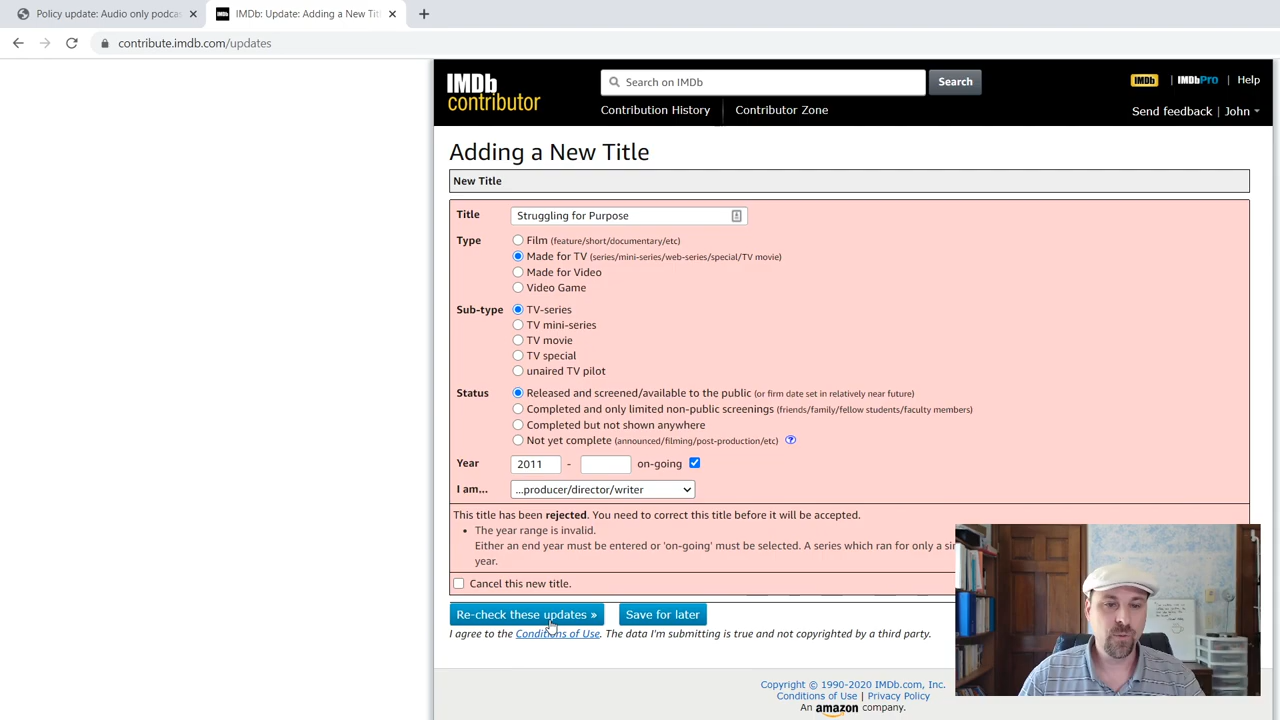 Policy update: Audio only podca
IMDb: Update: Adding a New Tit
contribute.imdb.com/updates
IMDb contributor
Search on IMDb
Search
IMDb | IMDbPro | Help
Contribution History
Contributor Zone
Send feedback | John
Adding a New Title
New Title
Title Struggling for Purpose
Type Film (feature/short/documentary/etc)
Made for TV (series/mini-series/web-series/special/TV movie)
Made for Video
Video Game
Sub-type TV-series
TV mini-series
TV movie
TV special
unaired TV pilot
Status Released and screened/available to the public (or firm date set in relatively near future)
Completed and only limited non-public screenings (friends/family/fellow students/faculty members)
Completed but not shown anywhere
Not yet complete (announced/filming/post-production/etc) ?
Year 2011 - on-going
I am... ...producer/director/writer
This title has been rejected. You need to correct this title before it will be accepted.
• The year range is invalid.
Either an end year must be entered or 'on-going' must be selected. A series which ran for only a si
year.
Cancel this new title.
Re-check these updates »
Save for later
I agree to the Conditions of Use. The data I'm submitting is true and not copyrighted by a third party.
Copyright © 1990-2020 IMDb.com, Inc.
Conditions of Use | Privacy Policy
An amazon company.